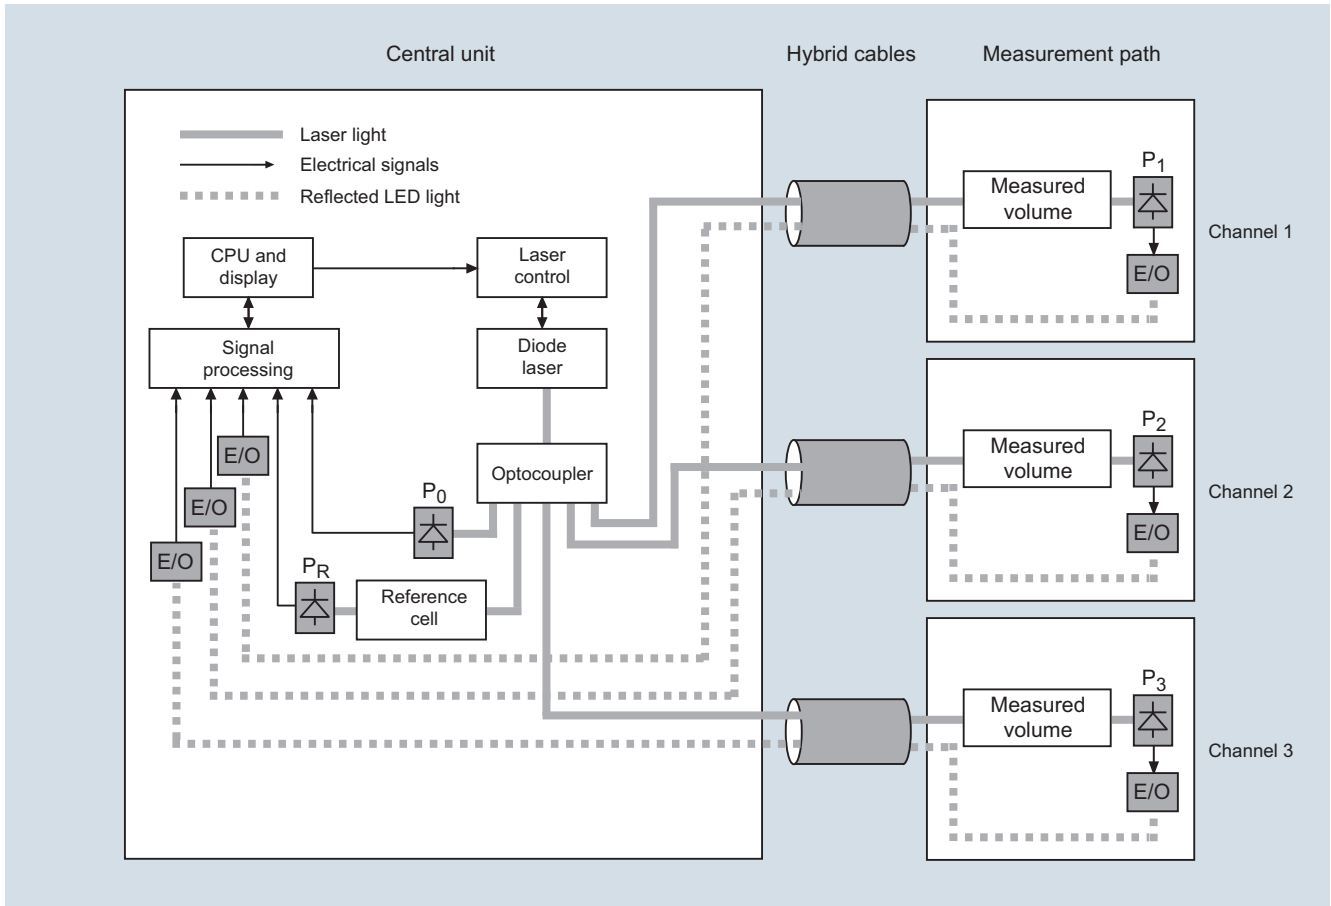 Central unit
Hybrid cables
Measurement path
Laser light
Electrical signals
Reflected LED light
CPU and
display
Laser
control
Signal
processing
Diode
laser
Optocoupler
E/O
E/O
E/O
P0
PR
Reference
cell
Measured
volume
P1
E/O
Channel 1
Measured
volume
P2
E/O
Channel 2
Measured
volume
P3
E/O
Channel 3